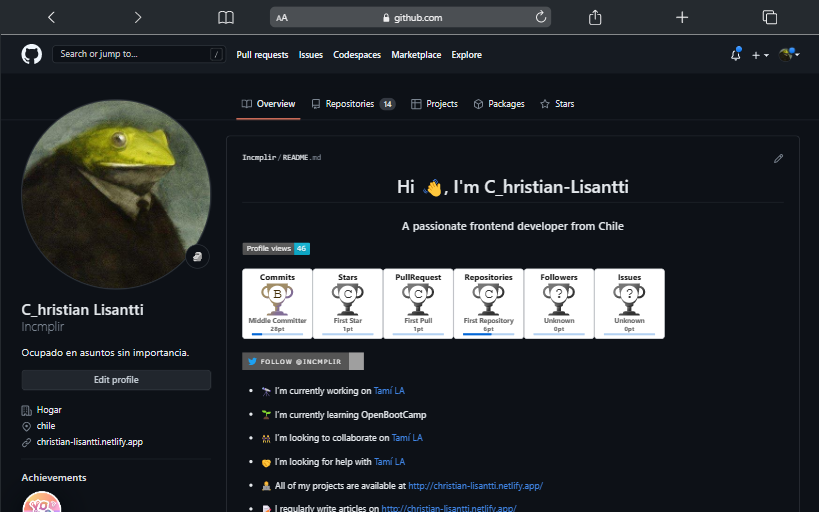 AA github.com
Search or jump to... /
Pull requests Issues Codespaces Marketplace Explore
Overview Repositories 14 Projects Packages Stars
Incmplir / README.md
Hi 👋, I'm C_hristian-Lisantti
A passionate frontend developer from Chile
Profile views 46
Commits Stars PullRequest Repositories Followers Issues
B C C C ? ?
Middle Committer First Star First Pull First Repository Unknown Unknown
28pt 1pt 1pt 6pt 0pt 0pt
FOLLOW @INCMPLIR
🔭 I'm currently working on Tamí LA
🌱 I'm currently learning OpenBootCamp
👯 I'm looking to collaborate on Tamí LA
🤝 I'm looking for help with Tamí LA
👨‍💻 All of my projects are available at http://christian-lisantti.netlify.app/
📝 I regularly write articles on http://christian-lisantti.netlify.app/
C_hristian Lisantti
Incmplir
Ocupado en asuntos sin importancia.
Edit profile
Hogar
chile
christian-lisantti.netlify.app
Achievements